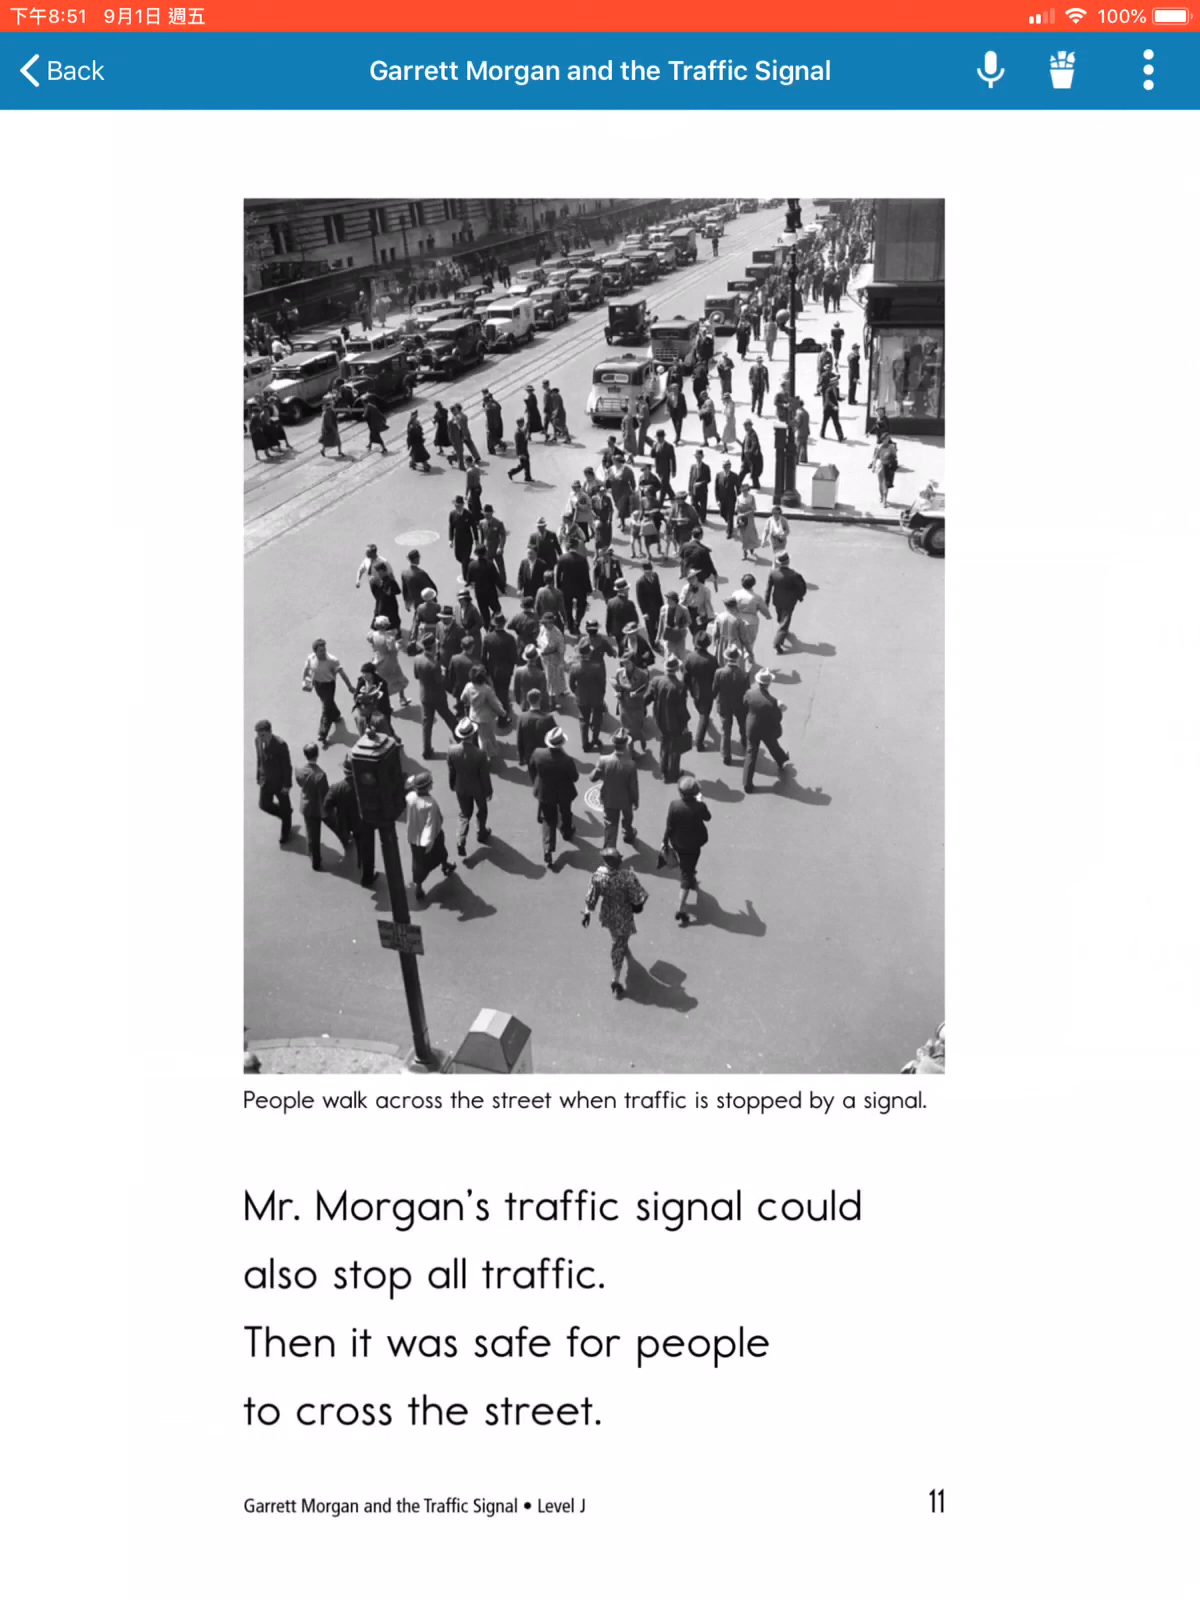 下午8:51 9月1日 週五 100%
Back Garrett Morgan and the Traffic Signal
People walk across the street when traffic is stopped by a signal.
Mr. Morgan's traffic signal could
also stop all traffic.
Then it was safe for people
to cross the street.
Garrett Morgan and the Traffic Signal • Level J 11